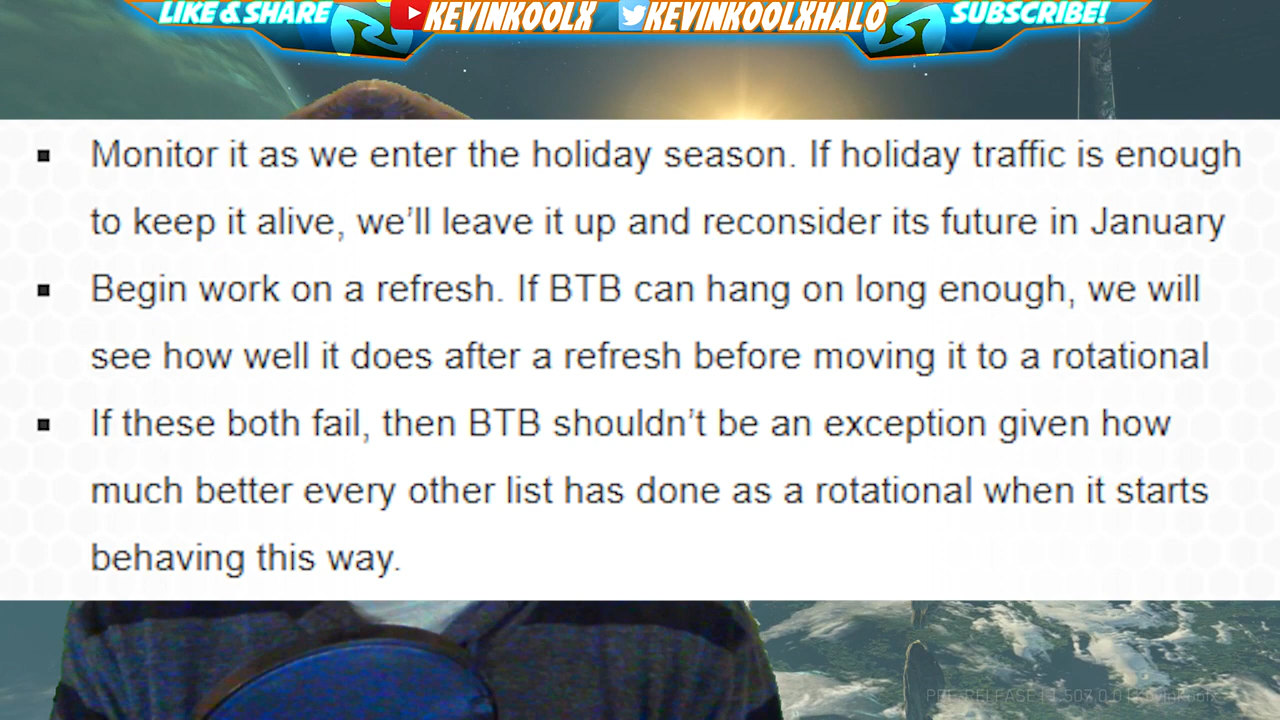 LIKE & SHARE KEVINKOOLX KEVINKOOLXHALO SUBSCRIBE!
▪ Monitor it as we enter the holiday season. If holiday traffic is enough
to keep it alive, we’ll leave it up and reconsider its future in January
▪ Begin work on a refresh. If BTB can hang on long enough, we will
see how well it does after a refresh before moving it to a rotational
▪ If these both fail, then BTB shouldn’t be an exception given how
much better every other list has done as a rotational when it starts
behaving this way.